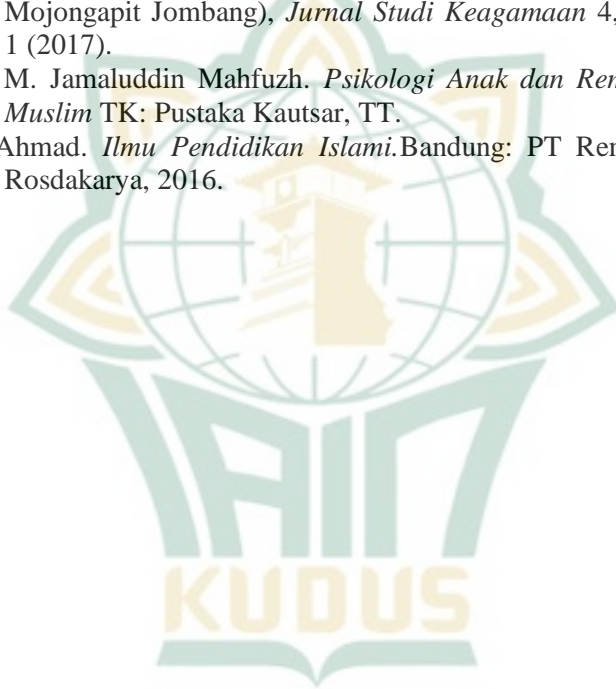 Mojongapit Jombang), Jurnal Studi Keagamaan 4,
1 (2017).
M. Jamaluddin Mahfuzh. Psikologi Anak dan Rem
Muslim TK: Pustaka Kautsar, TT.
Ahmad. Ilmu Pendidikan Islami.Bandung: PT Rem
Rosdakarya, 2016.
IAIN
KUDUS